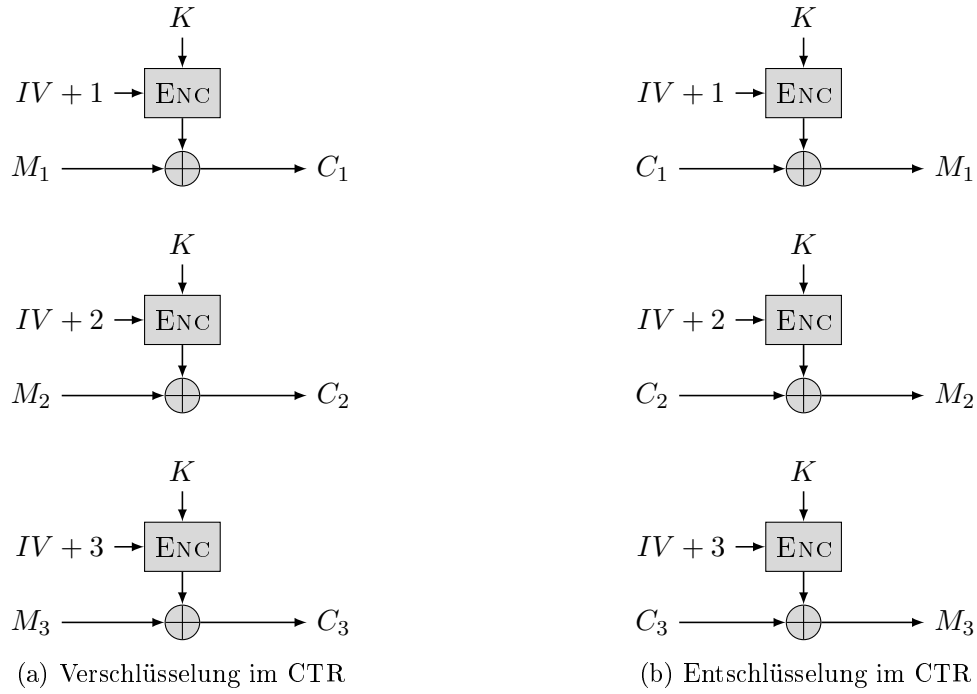 K K
IV + 1 ENC IV + 1 ENC
M₁ C₁ C₁ M₁
K K
IV + 2 ENC IV + 2 ENC
M₂ C₂ C₂ M₂
K K
IV + 3 ENC IV + 3 ENC
M₃ C₃ C₃ M₃
(a) Verschlüsselung im CTR (b) Entschlüsselung im CTR